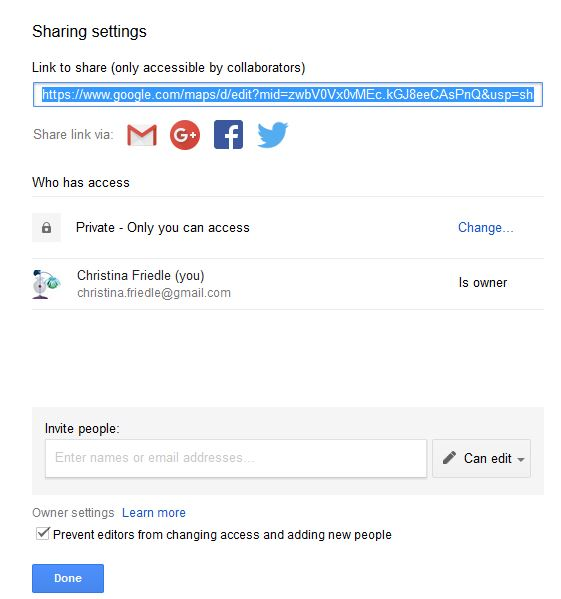 Sharing settings
Link to share (only accessible by collaborators)
https://www.google.com/maps/d/edit?mid=zwbV0Vx0vMEc.kGJ8eeCAsPnQ&usp=sh
Share link via:
Who has access
Private - Only you can access Change...
Christina Friedle (you)
christina.friedle@gmail.com
Is owner
Invite people:
Enter names or email addresses...
Can edit
Owner settings Learn more
Prevent editors from changing access and adding new people
Done